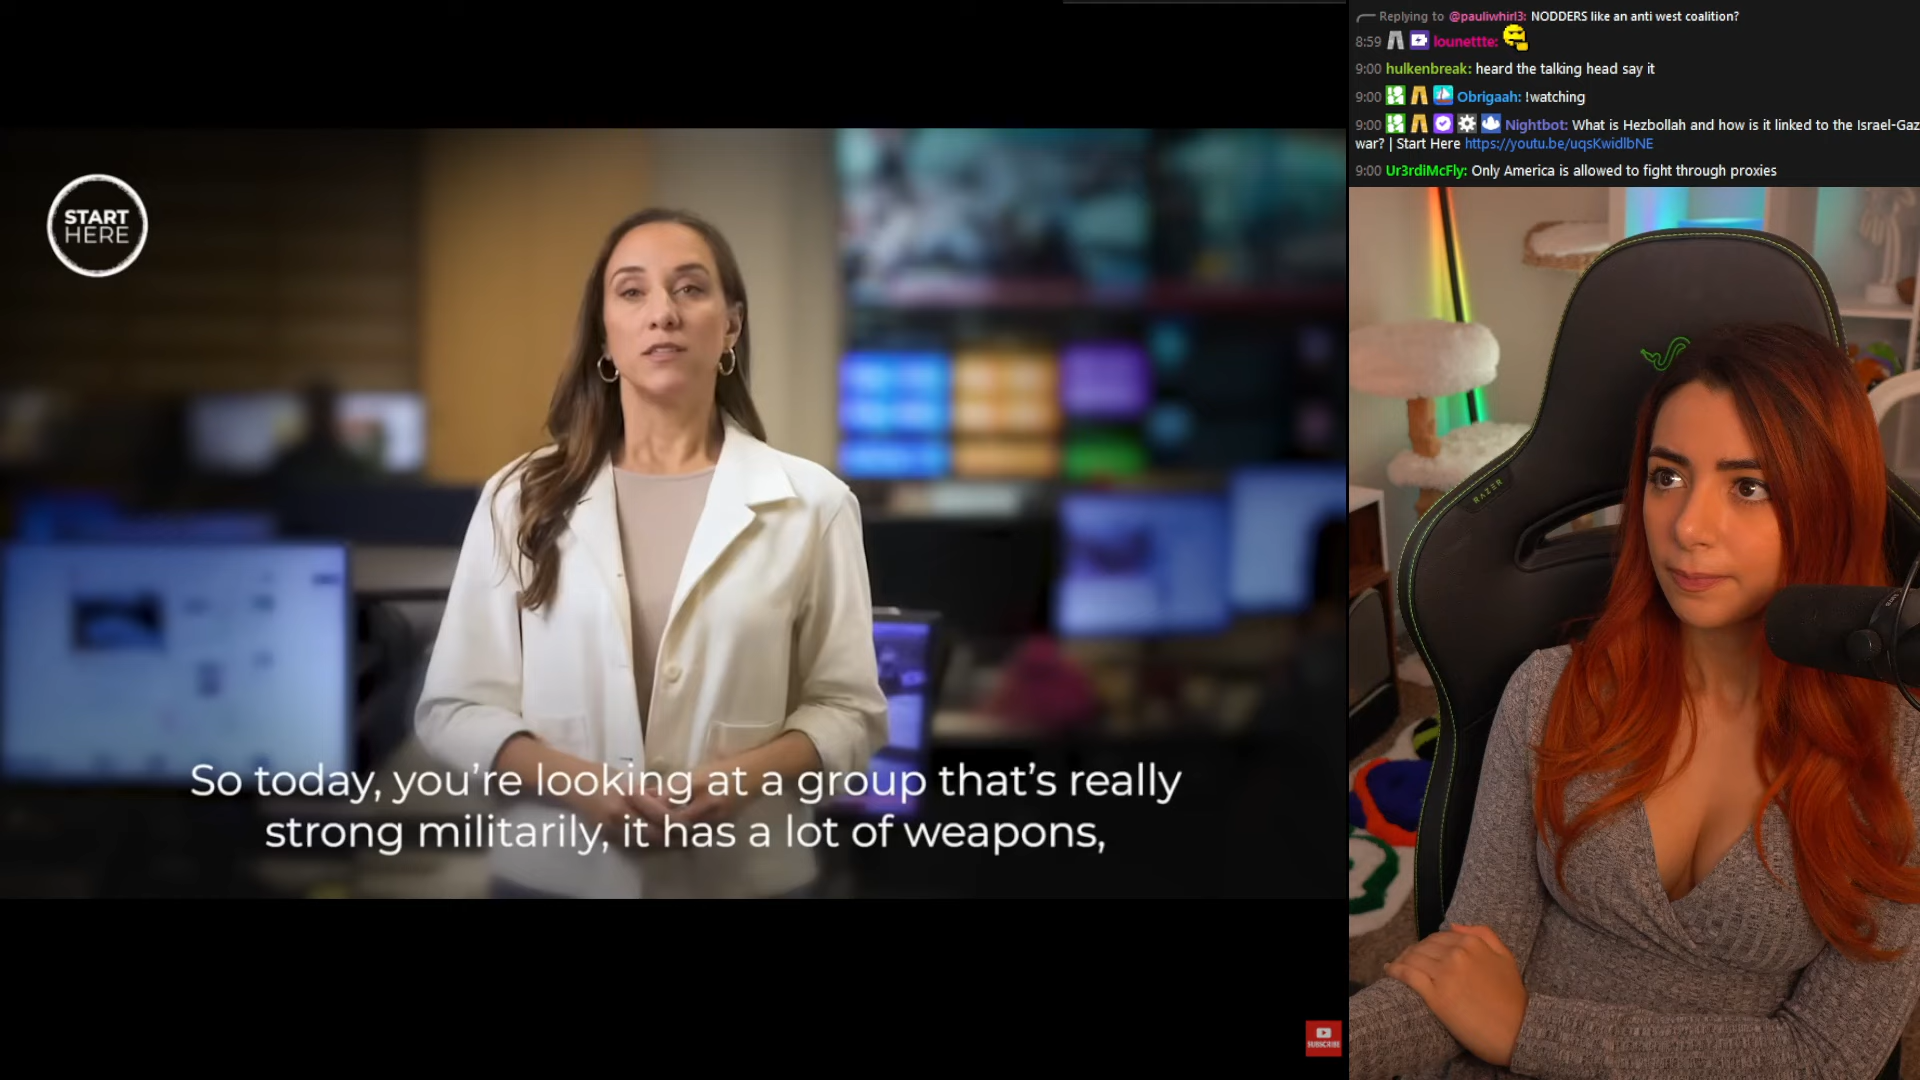 START
HERE
So today, you're looking at a group that's really
strong militarily, it has a lot of weapons,
SUBSCRIBE
Replying to @pauliwhirl3: NODDERS like an anti west coalition?
8:59 lounettte:
9:00 hulkenbreak: heard the talking head say it
9:00 Obrigaah: !watching
9:00 Nightbot: What is Hezbollah and how is it linked to the Israel-Gaz
war? | Start Here https://youtu.be/uqsKwidlbNE
9:00 Ur3rdiMcFly: Only America is allowed to fight through proxies
RAZER